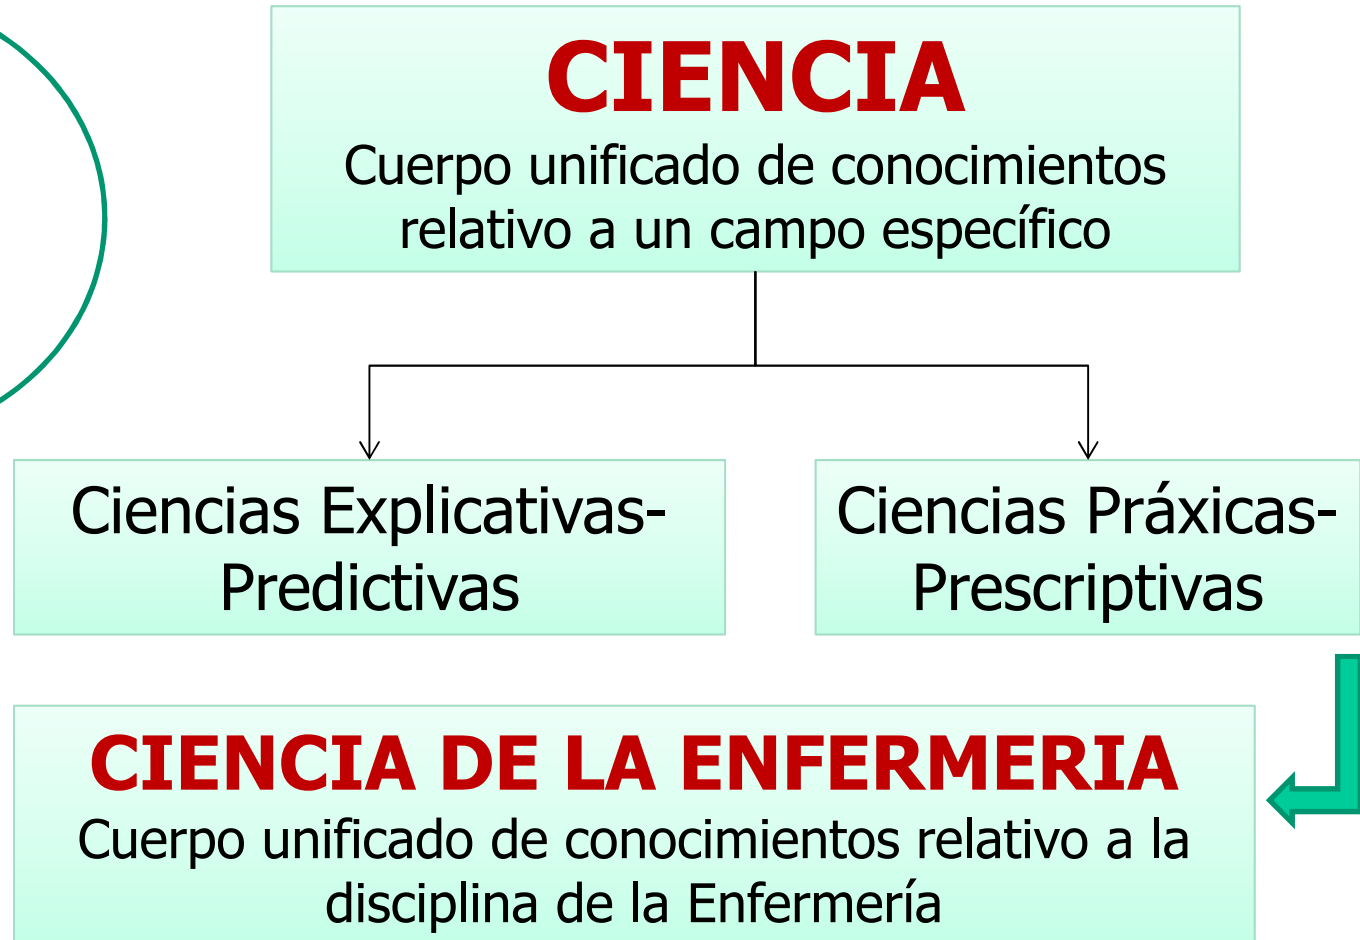 CIENCIA
Cuerpo unificado de conocimientos
relativo a un campo específico
Ciencias Explicativas-
Predictivas
Ciencias Práxicas-
Prescriptivas
CIENCIA DE LA ENFERMERIA
Cuerpo unificado de conocimientos relativo a la
disciplina de la Enfermería